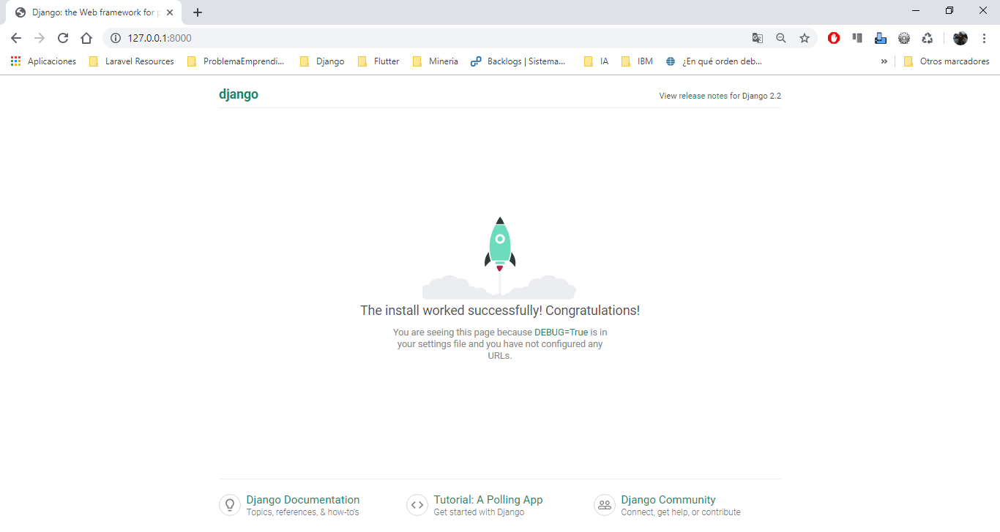 Django: the Web framework for p
127.0.0.1:8000
Aplicaciones Laravel Resources ProblemaEmprendi... Django Flutter Mineria Backlogs | Sistema... IA IBM ¿En qué orden deb... » Otros marcadores
django View release notes for Django 2.2
The install worked successfully! Congratulations!
You are seeing this page because DEBUG=True is in
your settings file and you have not configured any
URLs.
Django Documentation
Topics, references, & how-to's
Tutorial: A Polling App
Get started with Django
Django Community
Connect, get help, or contribute